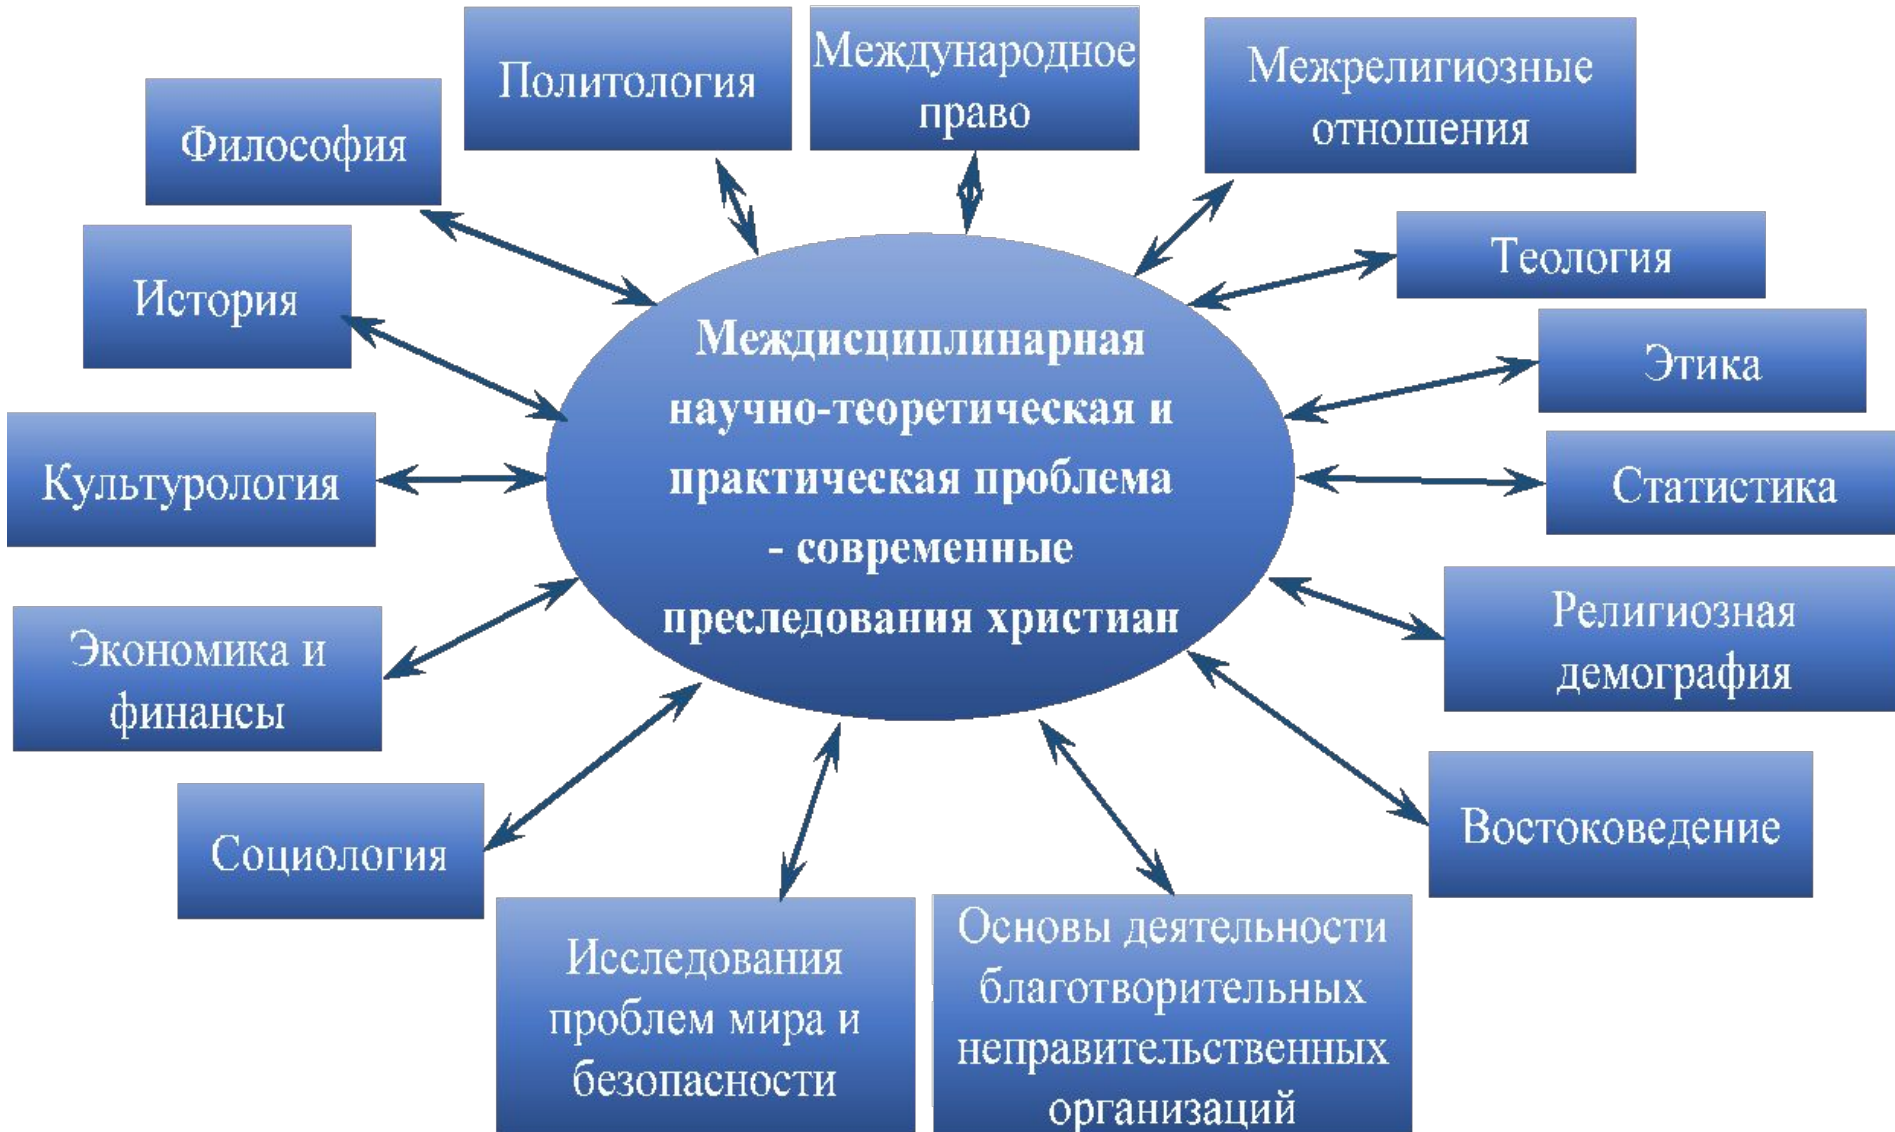 Международное
право
Политология
Межрелигиозные
отношения
Философия
Теология
История
Этика
Междисциплинарная
научно-теоретическая и
практическая проблема
- современные
преследования христиан
Культурология
Статистика
Экономика и
финансы
Религиозная
демография
Социология
Востоковедение
Исследования
проблем мира и
безопасности
Основы деятельности
благотворительных
неправительственных
организаций